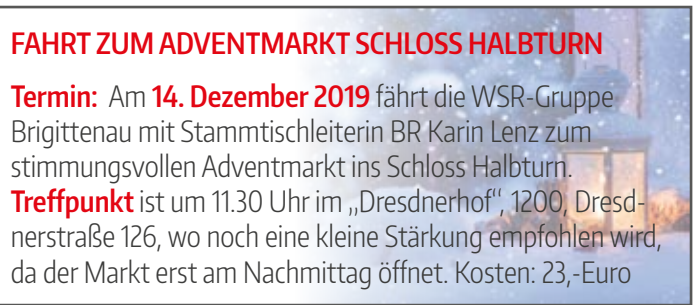 FAHRT ZUM ADVENTMARKT SCHLOSS HALBTURN
Termin: Am 14. Dezember 2019 fährt die WSR-Gruppe
Brigittenau mit Stammtischleiterin BR Karin Lenz zum
stimmungsvollen Adventmarkt ins Schloss Halbturn.
Treffpunkt ist um 11.30 Uhr im „Dresdnerhof“, 1200, Dresd-
nerstraße 126, wo noch eine kleine Stärkung empfohlen wird,
da der Markt erst am Nachmittag öffnet. Kosten: 23,-Euro